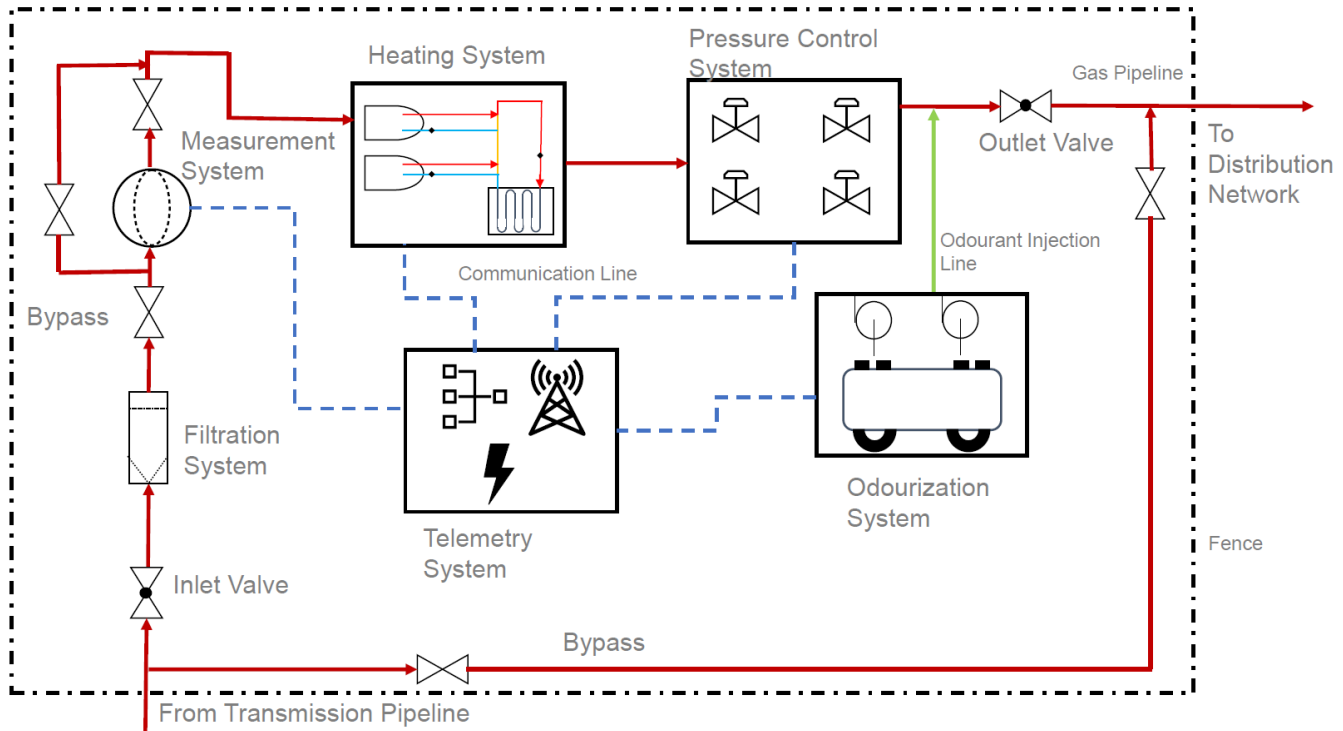 Heating System
Pressure Control
System
Gas Pipeline
Measurement
System
Outlet Valve
To
Distribution
Network
Odourant Injection
Line
Communication Line
Bypass
Filtration
System
Odourization
System
Telemetry
System
Fence
Inlet Valve
Bypass
From Transmission Pipeline